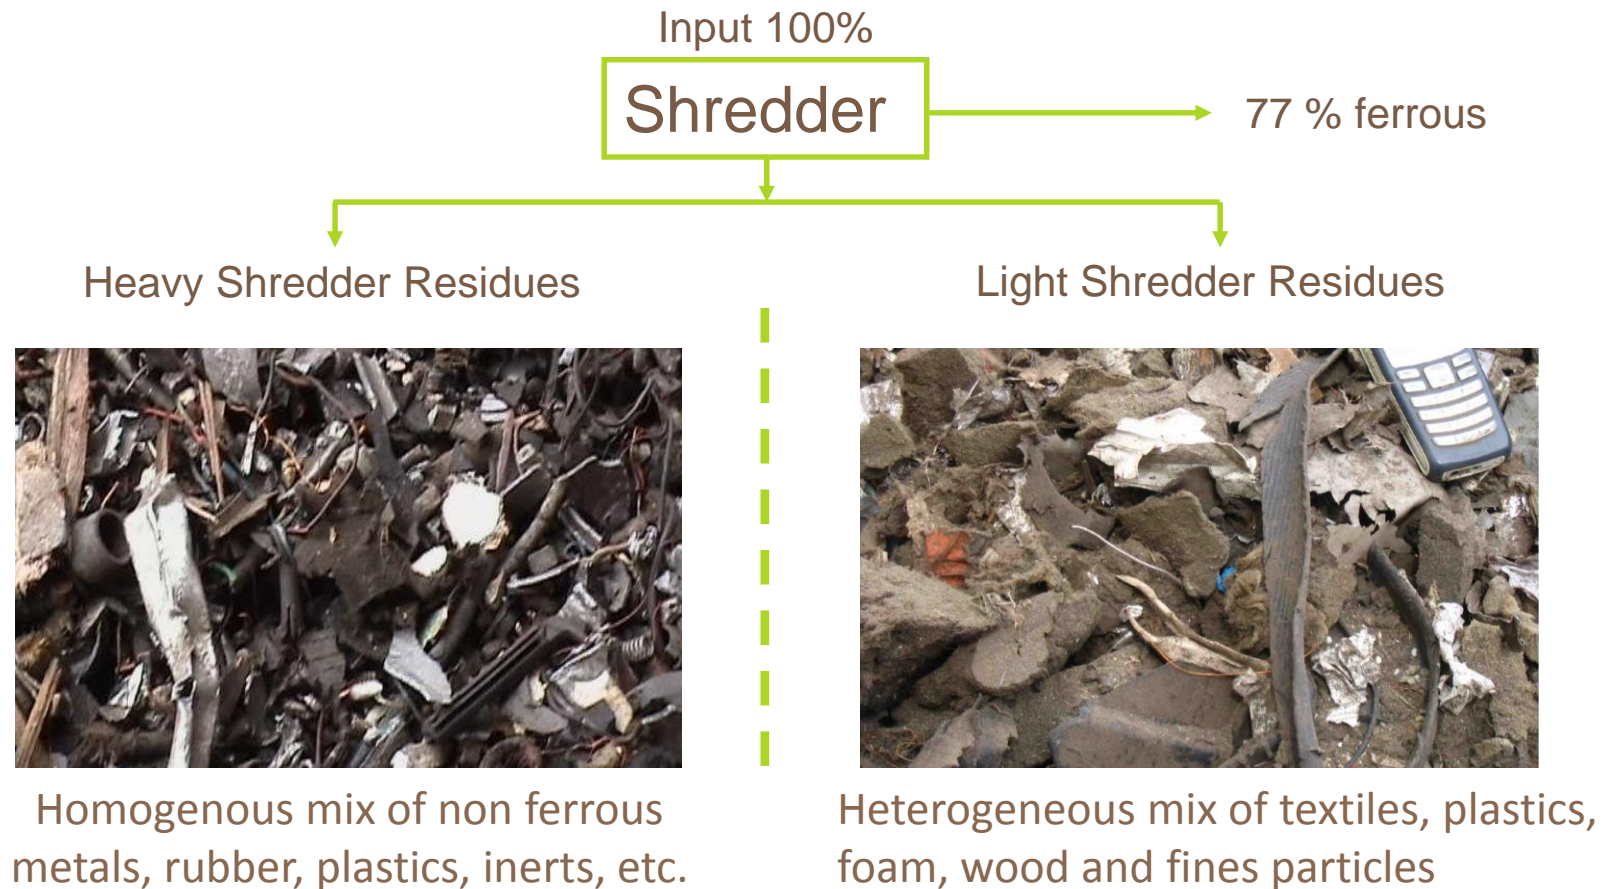 Input 100%
Shredder
77 % ferrous
Heavy Shredder Residues
Light Shredder Residues
Homogenous mix of non ferrous
metals, rubber, plastics, inerts, etc.
Heterogeneous mix of textiles, plastics,
foam, wood and fines particles